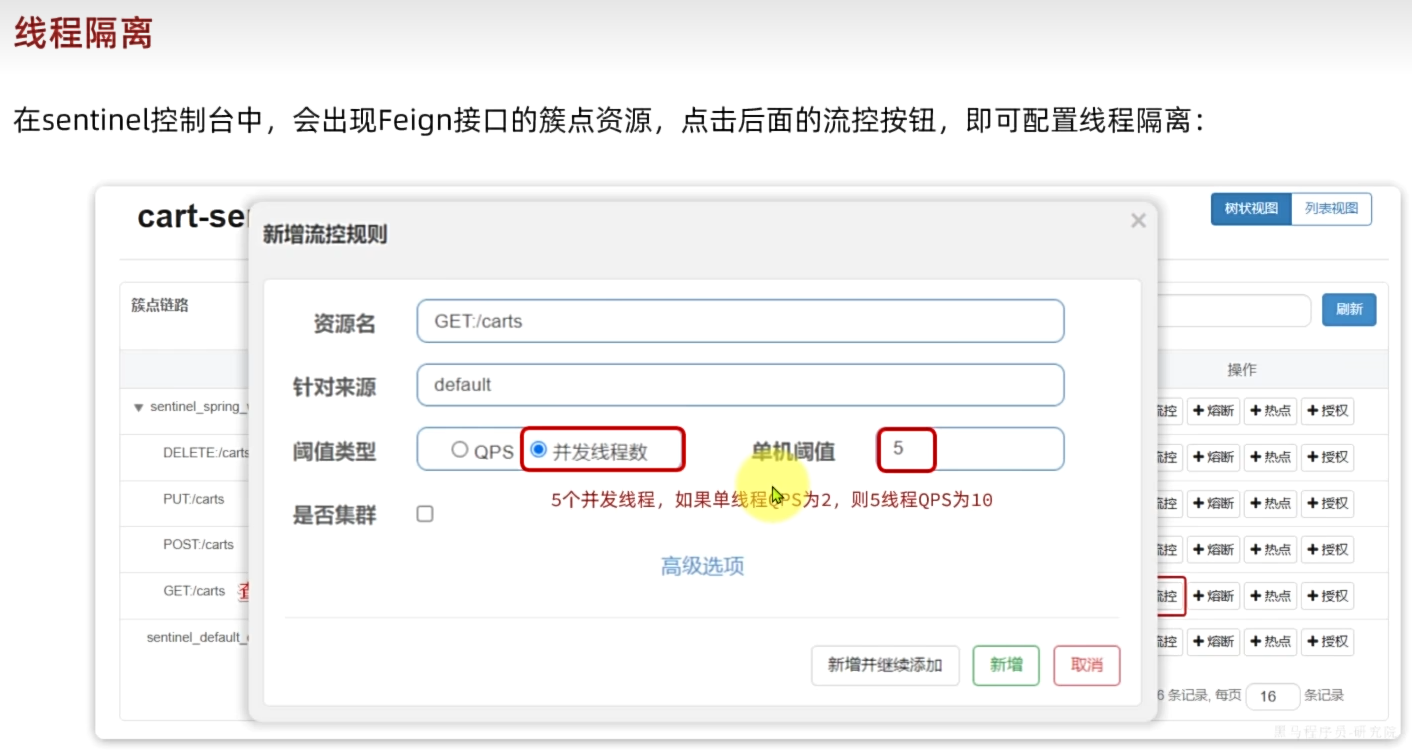 线程隔离
在sentinel控制台中，会出现Feign接口的簇点资源，点击后面的流控按钮，即可配置线程隔离：
cart-se
树状视图 列表视图
新增流控规则 ×
簇点链路
刷新
资源名 GET:/carts
针对来源 default
操作
sentinel_spring_
流控 +熔断 +热点 +授权
阈值类型 QPS 并发线程数 单机阈值 5
DELETE:/carts
流控 +熔断 +热点 +授权
5个并发线程，如果单线程QPS为2，则5线程QPS为10
PUT:/carts
流控 +熔断 +热点 +授权
是否集群
POST:/carts
流控 +熔断 +热点 +授权
高级选项
GET:/carts
流控 +熔断 +热点 +授权
sentinel_default_
流控 +熔断 +热点 +授权
新增并继续添加 新增 取消
6 条记录, 每页 16 条记录
黑马程序员-研究院